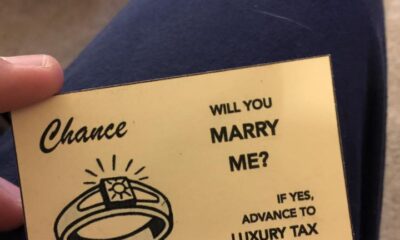 Chance
WILL YOU
MARRY
ME?
IF YES,
ADVANCE TO
LUXURY TAX